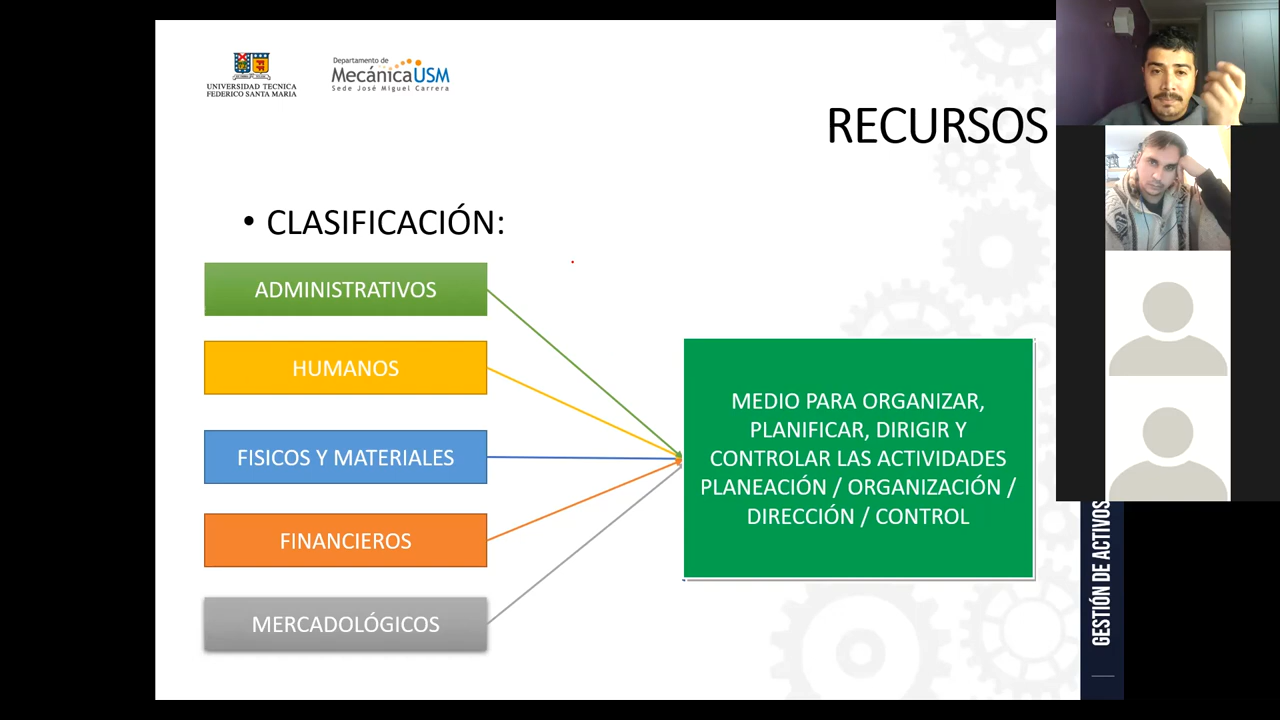 UNIVERSIDAD TECNICA
FEDERICO SANTA MARIA
Departamento de
MecánicaUSM
Sede José Miguel Carrera
RECURSOS
• CLASIFICACIÓN:
ADMINISTRATIVOS
HUMANOS
FISICOS Y MATERIALES
FINANCIEROS
MERCADOLÓGICOS
MEDIO PARA ORGANIZAR,
PLANIFICAR, DIRIGIR Y
CONTROLAR LAS ACTIVIDADES
PLANEACIÓN / ORGANIZACIÓN /
DIRECCIÓN / CONTROL
GESTIÓN DE ACTIVOS